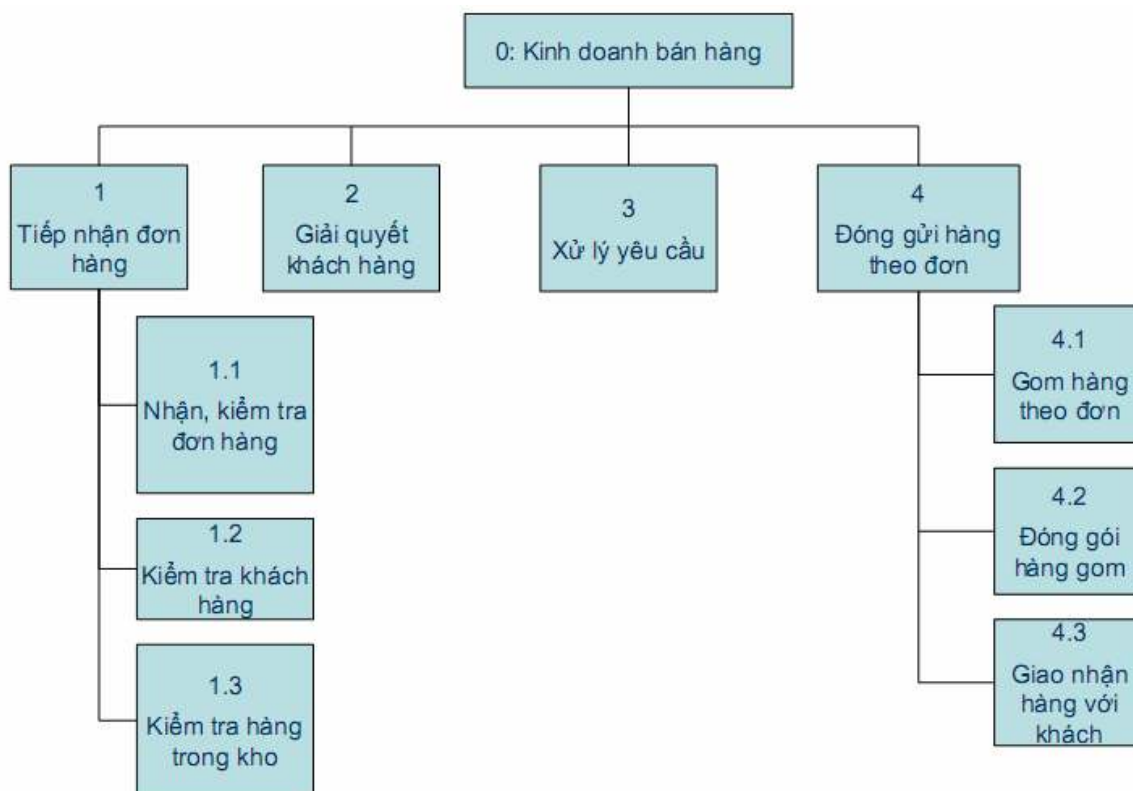 0: Kinh doanh bán hàng
1
Tiếp nhận đơn
hàng
2
Giải quyết
khách hàng
3
Xử lý yêu cầu
4
Đóng gửi hàng
theo đơn
1.1
Nhận, kiểm tra
đơn hàng
1.2
Kiểm tra khách
hàng
1.3
Kiểm tra hàng
trong kho
4.1
Gom hàng
theo đơn
4.2
Đóng gói
hàng gom
4.3
Giao nhận
hàng với
khách